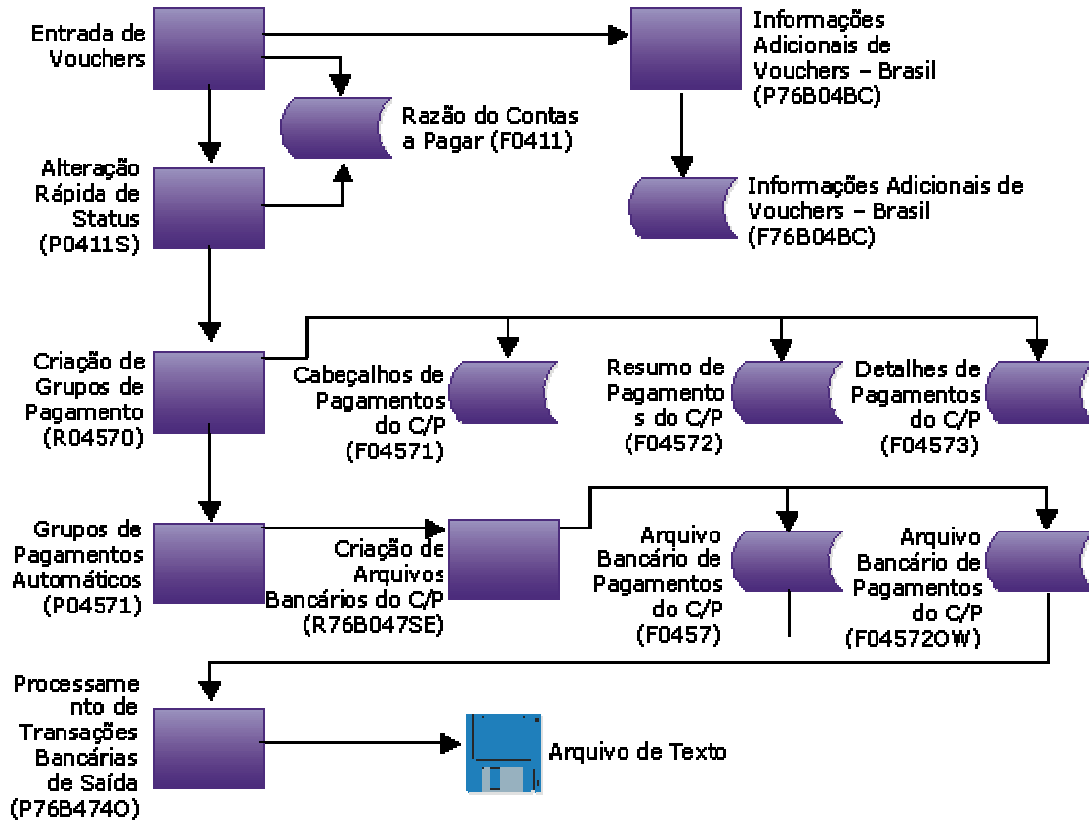 Entrada de
Vouchers
Informações
Adicionais de
Vouchers – Brasil
(P76B04BC)
Razão do Contas
a Pagar (F0411)
Alteração
Rápida de
Status
(P0411S)
Informações Adicionais de
Vouchers – Brasil
(F76B04BC)
Criação de
Grupos de
Pagamento
(R04570)
Cabeçalhos de
Pagamentos
do C/P
(F04571)
Resumo de
Pagamento
s do C/P
(F04572)
Detalhes de
Pagamentos
do C/P
(F04573)
Grupos de
Pagamentos
Automáticos
(P04571)
Criação de
Arquivos
Bancários do C/P
(R76B047SE)
Arquivo
Bancário de
Pagamentos
do C/P
(F0457)
Arquivo
Bancário de
Pagamentos
do C/P
(F04572OW)
Processame
nto de
Transações
Bancárias
de Saída
(P76B474O)
Arquivo de Texto